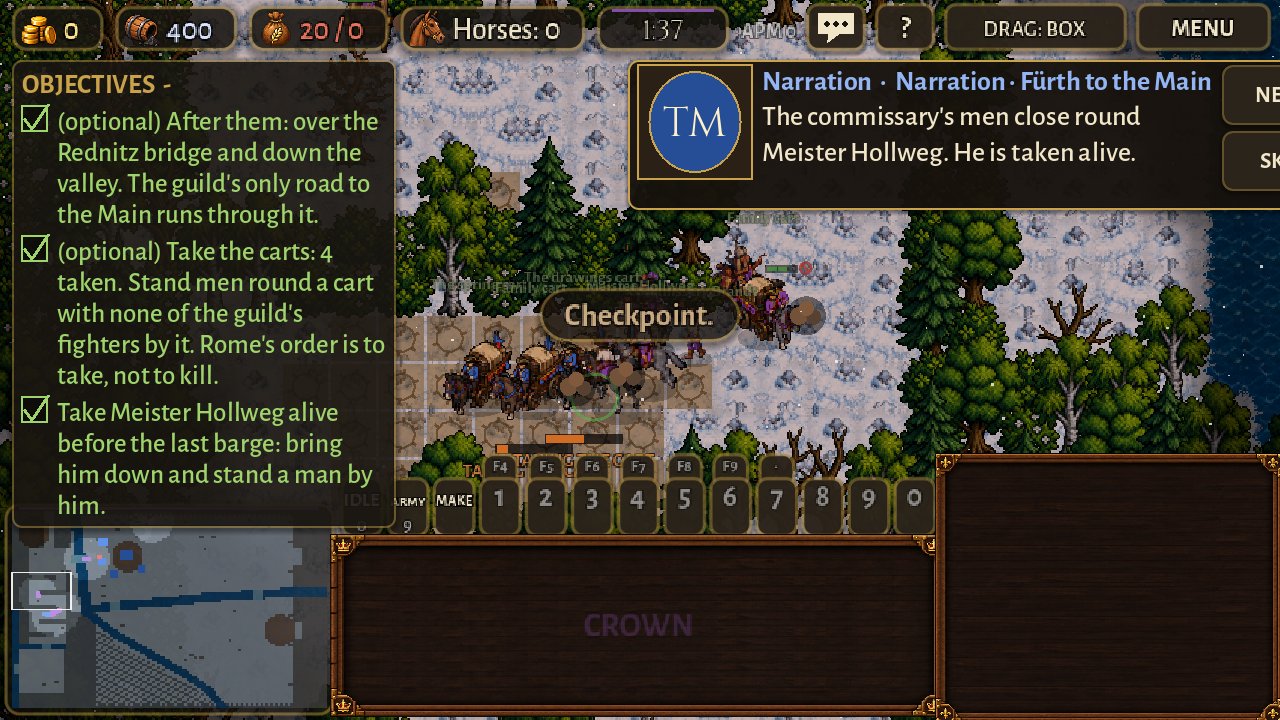 0
400
20 / 0
Horses: 0
1:37
APM 0
?
DRAG: BOX
MENU
OBJECTIVES -
(optional) After them: over the
Rednitz bridge and down the
valley. The guild's only road to
the Main runs through it.
(optional) Take the carts: 4
taken. Stand men round a cart
with none of the guild's
fighters by it. Rome's order is to
take, not to kill.
Take Meister Hollweg alive
before the last barge: bring
him down and stand a man by
him.
TM
Narration · Narration · Fürth to the Main
The commissary's men close round
Meister Hollweg. He is taken alive.
NE
SK
The drawings cart
Checkpoint.
F4 F5 F6 F7 F8 F9
IDLE ARMY MAKE 1 2 3 4 5 6 7 8 9 0
9
CROWN